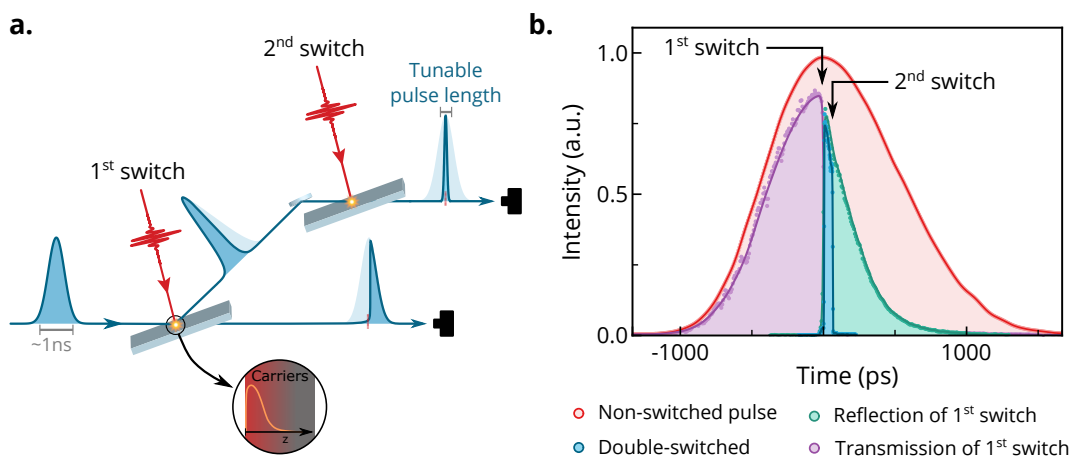 a.
2nd switch
Tunable
pulse length
1st switch
~1ns
Carriers
z
b.
1st switch
2nd switch
Intensity (a.u.)
1.0
0.5
0.0
-1000
1000
Time (ps)
Non-switched pulse
Reflection of 1st switch
Double-switched
Transmission of 1st switch